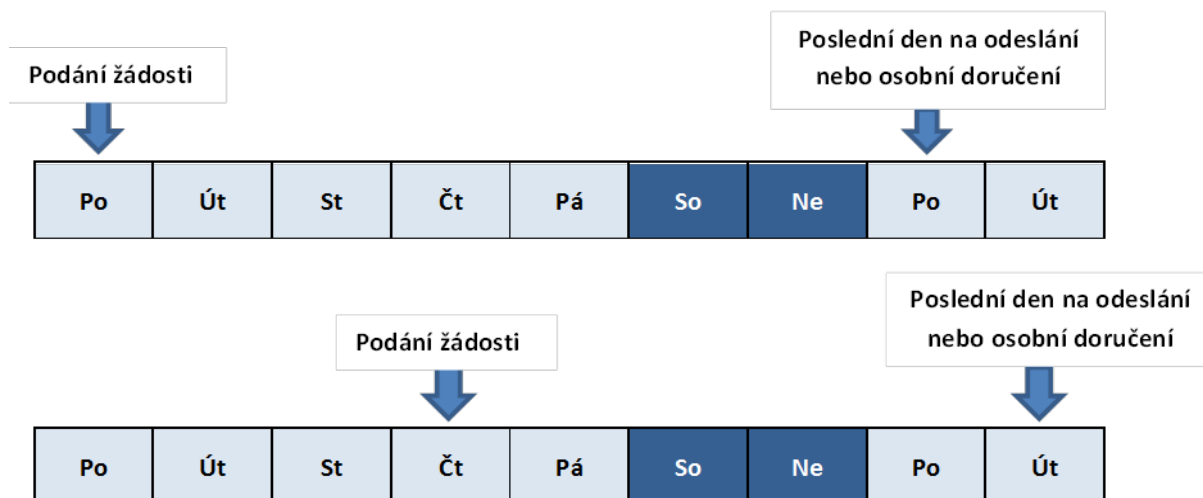 Podání žádosti
Poslední den na odeslání
nebo osobní doručení
Po Út St Čt Pá So Ne Po Út
Podání žádosti
Poslední den na odeslání
nebo osobní doručení
Po Út St Čt Pá So Ne Po Út